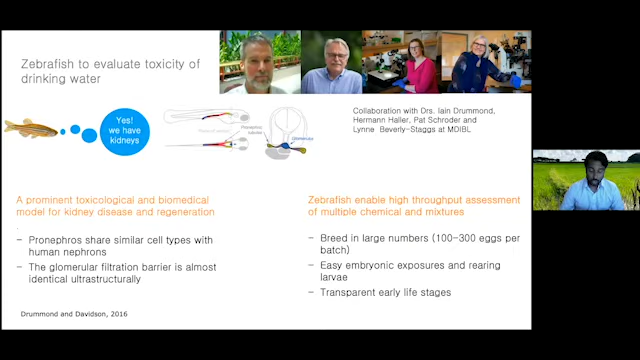 Zebrafish to evaluate toxicity of
drinking water
Yes!
we have
kidneys
Pronephros
Glomerulus
Collaboration with Drs. Iain Drummond,
Hermann Haller, Pat Schroder and
Lynne Beverly-Staggs at MDIBL
A prominent toxicological and biomedical
model for kidney disease and regeneration
:
– Pronephros share similar cell types with
human nephrons
– The glomerular filtration barrier is almost
identical ultrastructurally
Zebrafish enable high throughput assessment
of multiple chemical and mixtures
– Breed in large numbers (100-300 eggs per
batch)
– Easy embryonic exposures and rearing
larvae
– Transparent early life stages
Drummond and Davidson, 2016